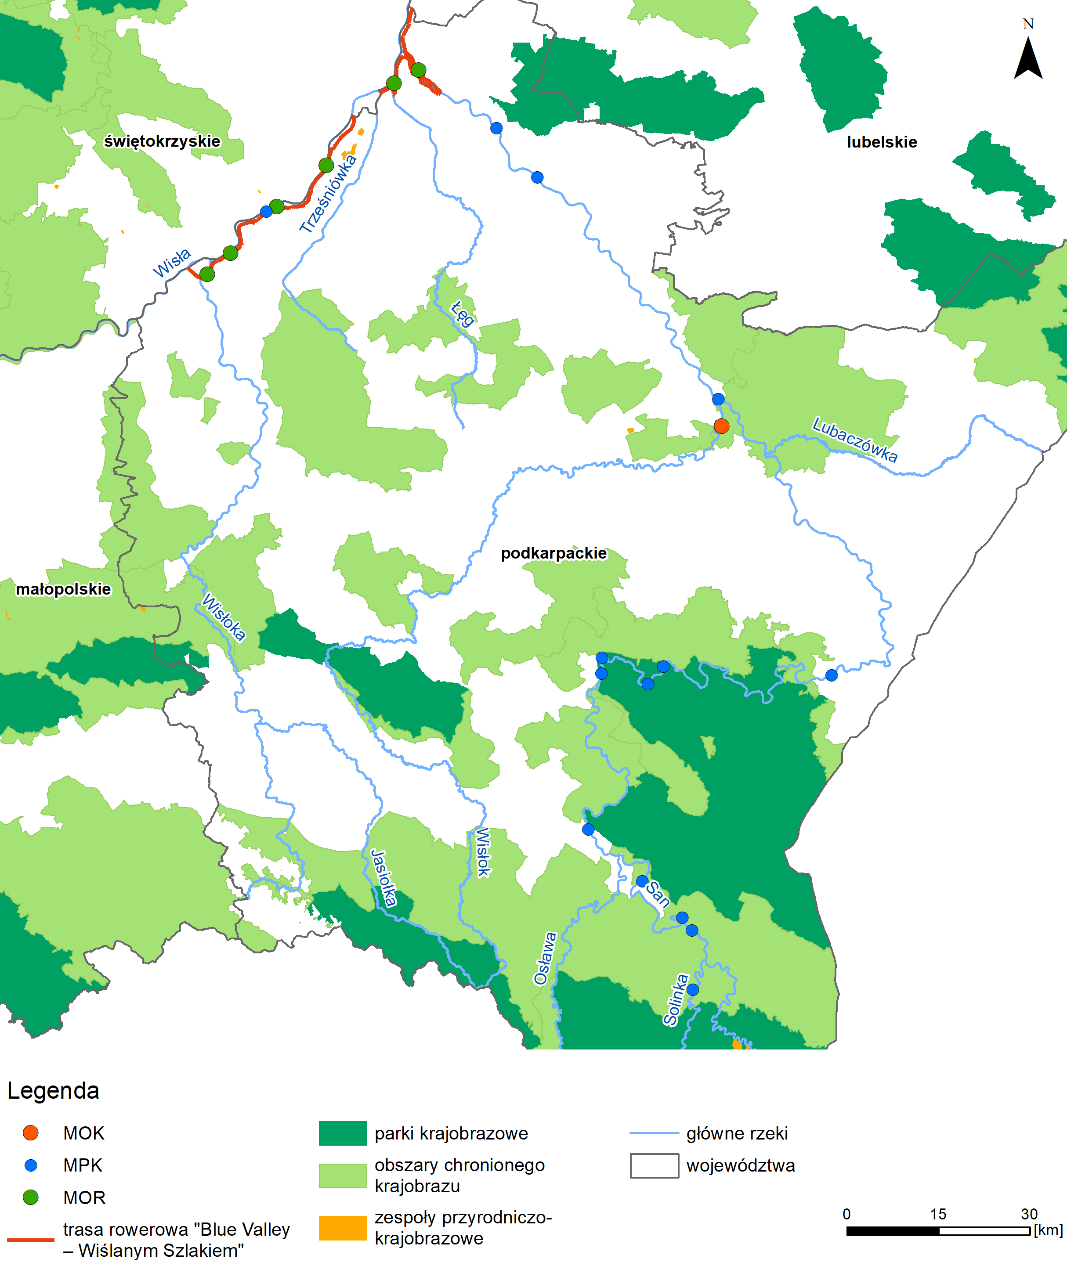 N
świętokrzyskie
lubelskie
Trześniówka
Wisła
Łęg
Lubaczówka
podkarpackie
małopolskie
Wisłoka
Wisłok
Jasiołka
San
Osława
Solinka
Legenda
MOK
MPK
MOR
trasa rowerowa "Blue Valley
– Wiślanym Szlakiem"
parki krajobrazowe
obszary chronionego
krajobrazu
zespoły przyrodniczo-
krajobrazowe
główne rzeki
województwa
0 15 30
[km]